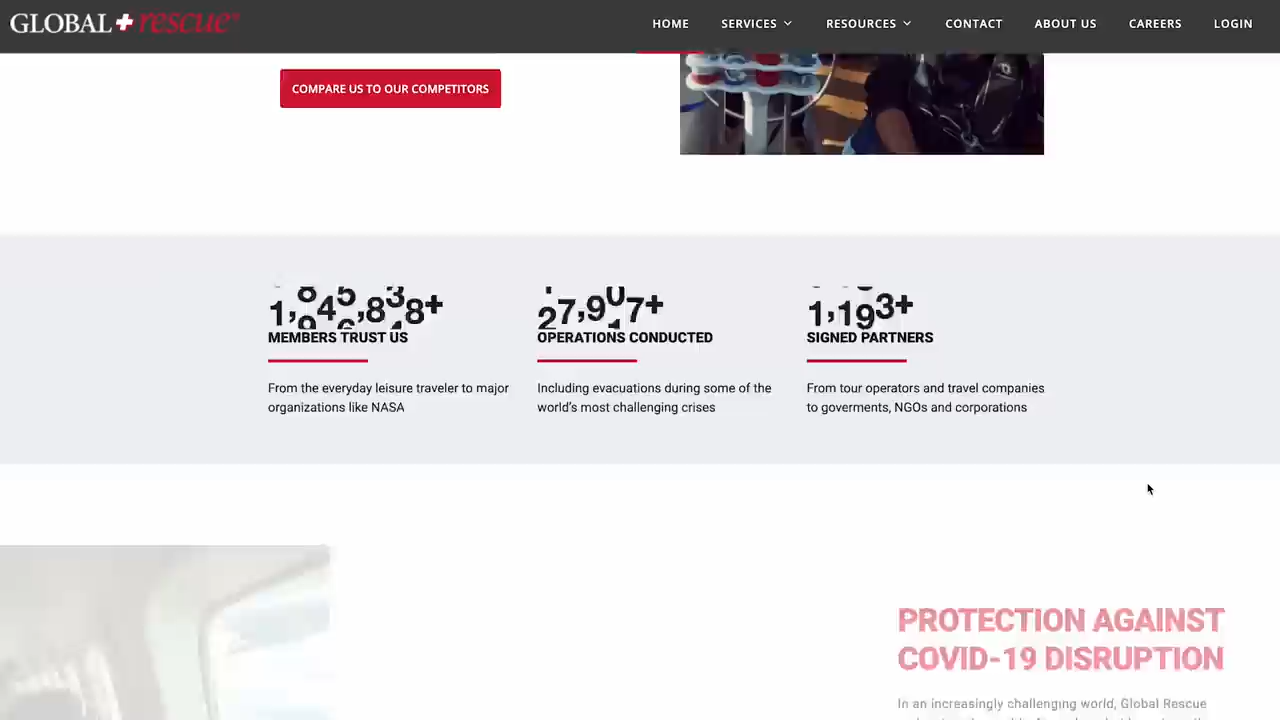 GLOBAL rescue
HOME SERVICES RESOURCES CONTACT ABOUT US CAREERS LOGIN
COMPARE US TO OUR COMPETITORS
MEMBERS TRUST US
From the everyday leisure traveler to major
organizations like NASA
OPERATIONS CONDUCTED
Including evacuations during some of the
world's most challenging crises
1,193+
SIGNED PARTNERS
From tour operators and travel companies
to goverments, NGOs and corporations
PROTECTION AGAINST
COVID-19 DISRUPTION
In an increasingly challenging world, Global Rescue